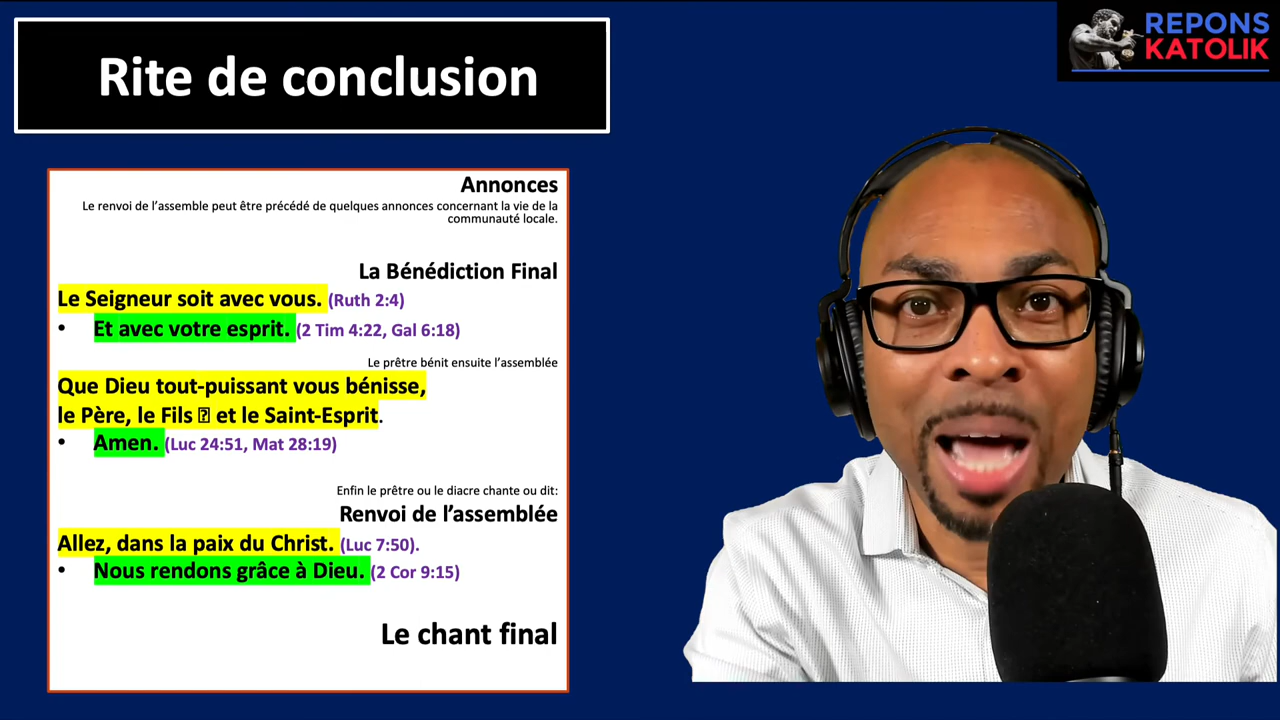 Rite de conclusion
REPONS
KATOLIK
Annonces
Le renvoi de l’assemble peut être précédé de quelques annonces concernant la vie de la
communauté locale.
La Bénédiction Final
Le Seigneur soit avec vous. (Ruth 2:4)
• Et avec votre esprit. (2 Tim 4:22, Gal 6:18)
Le prêtre bénit ensuite l’assemblée
Que Dieu tout-puissant vous bénisse,
le Père, le Fils ⍰ et le Saint-Esprit.
• Amen. (Luc 24:51, Mat 28:19)
Enfin le prêtre ou le diacre chante ou dit:
Renvoi de l’assemblée
Allez, dans la paix du Christ. (Luc 7:50).
• Nous rendons grâce à Dieu. (2 Cor 9:15)
Le chant final